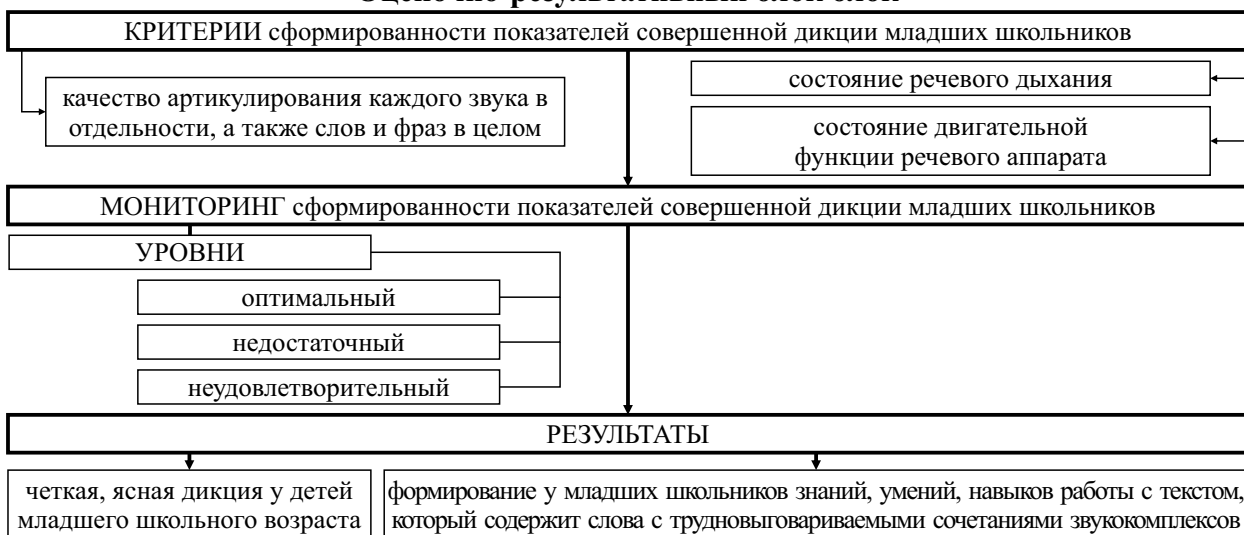 КРИТЕРИИ сформированности показателей совершенной дикции младших школьников
качество артикулирования каждого звука в
отдельности, а также слов и фраз в целом
состояние речевого дыхания
состояние двигательной
функции речевого аппарата
МОНИТОРИНГ сформированности показателей совершенной дикции младших школьников
УРОВНИ
оптимальный
недостаточный
неудовлетворительный
РЕЗУЛЬТАТЫ
четкая, ясная дикция у детей
младшего школьного возраста
формирование у младших школьников знаний, умений, навыков работы с текстом,
который содержит слова с трудновыговариваемыми сочетаниями звукокомплексов